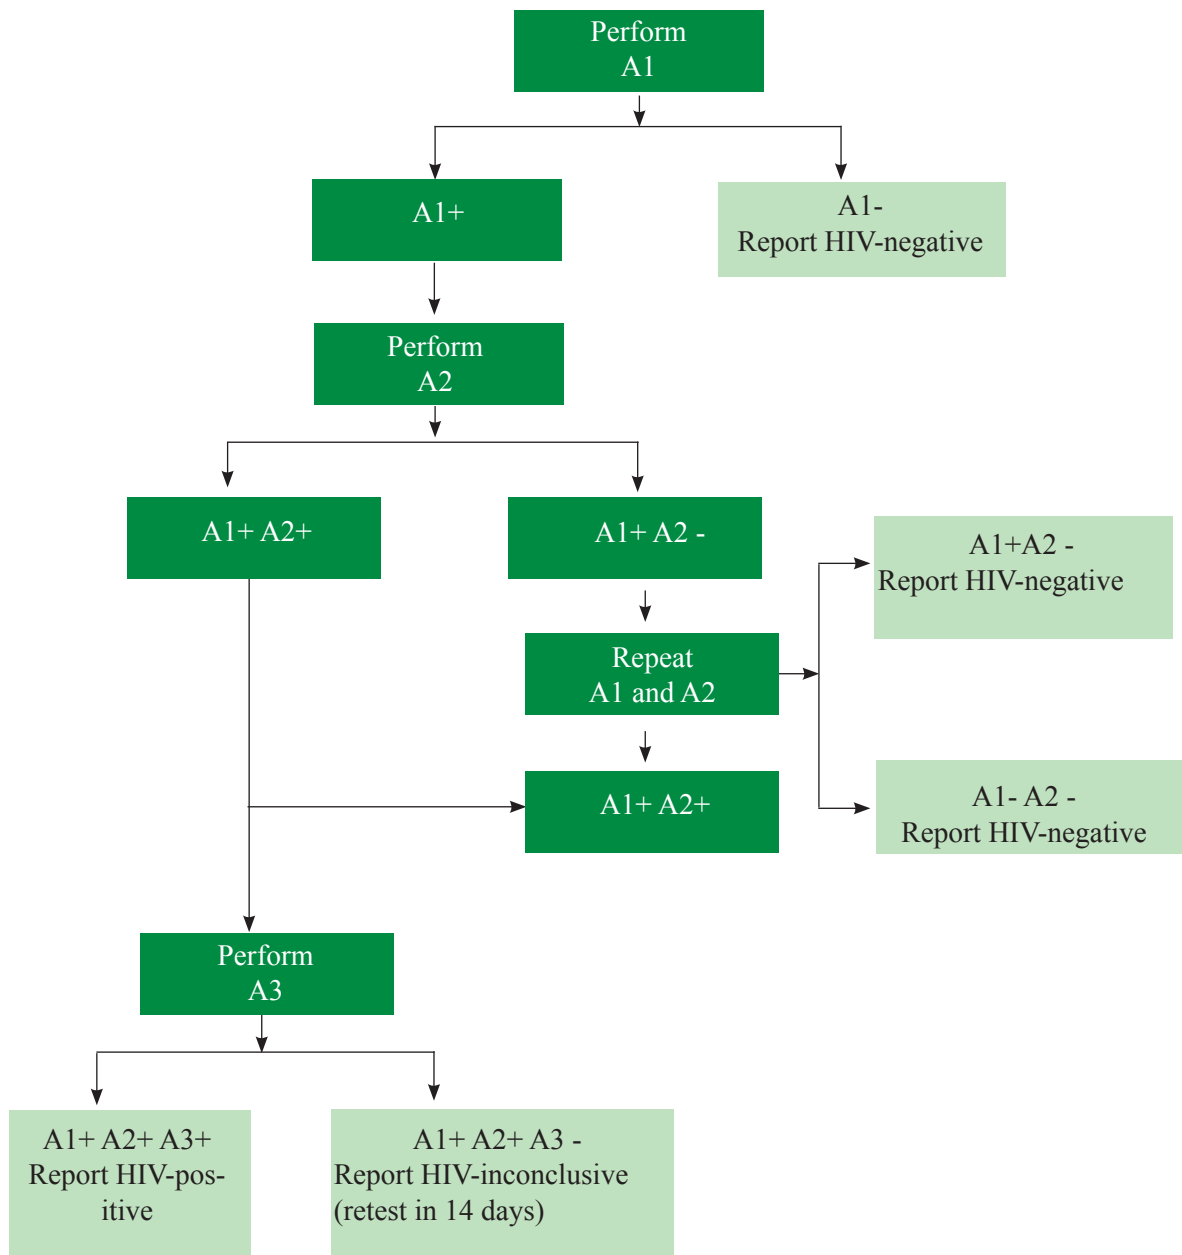 Perform
A1
A1+
A1-
Report HIV-negative
Perform
A2
A1+ A2+
A1+ A2 -
A1+A2 -
Report HIV-negative
Repeat
A1 and A2
A1+ A2+
A1- A2 -
Report HIV-negative
Perform
A3
A1+ A2+ A3+
Report HIV-pos-
itive
A1+ A2+ A3 -
Report HIV-inconclusive
(retest in 14 days)